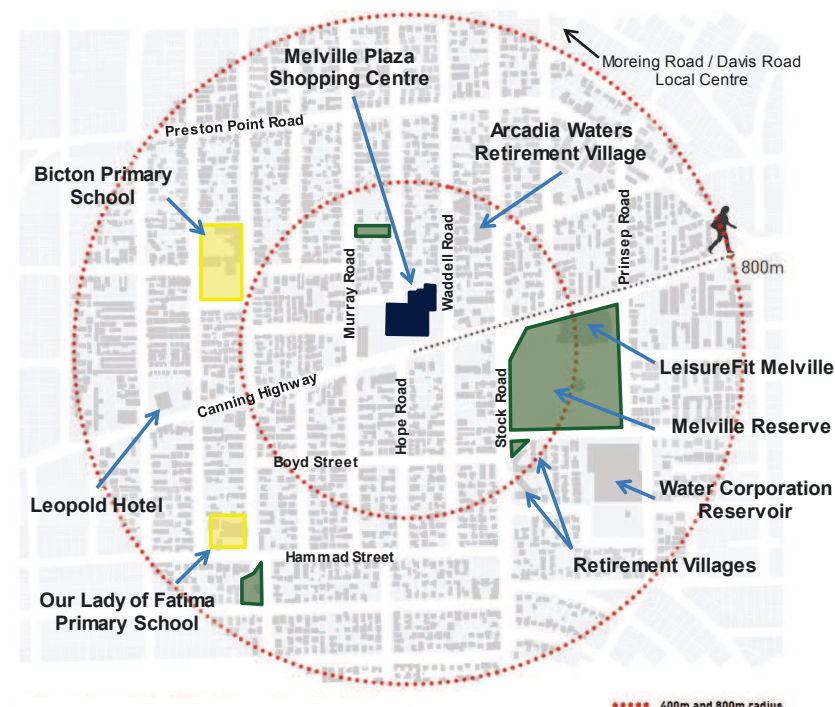 Melville Plaza
Shopping Centre
Moreing Road / Davis Road
Local Centre
Preston Point Road
Arcadia Waters
Retirement Village
Bicton Primary
School
Murray Road
Waddell Road
Prinsep Road
800m
LeisureFit Melville
Canning Highway
Hope Road
Stock Road
Melville Reserve
Boyd Street
Leopold Hotel
Water Corporation
Reservoir
Hammad Street
Retirement Villages
Our Lady of Fatima
Primary School
400m and 800m radius